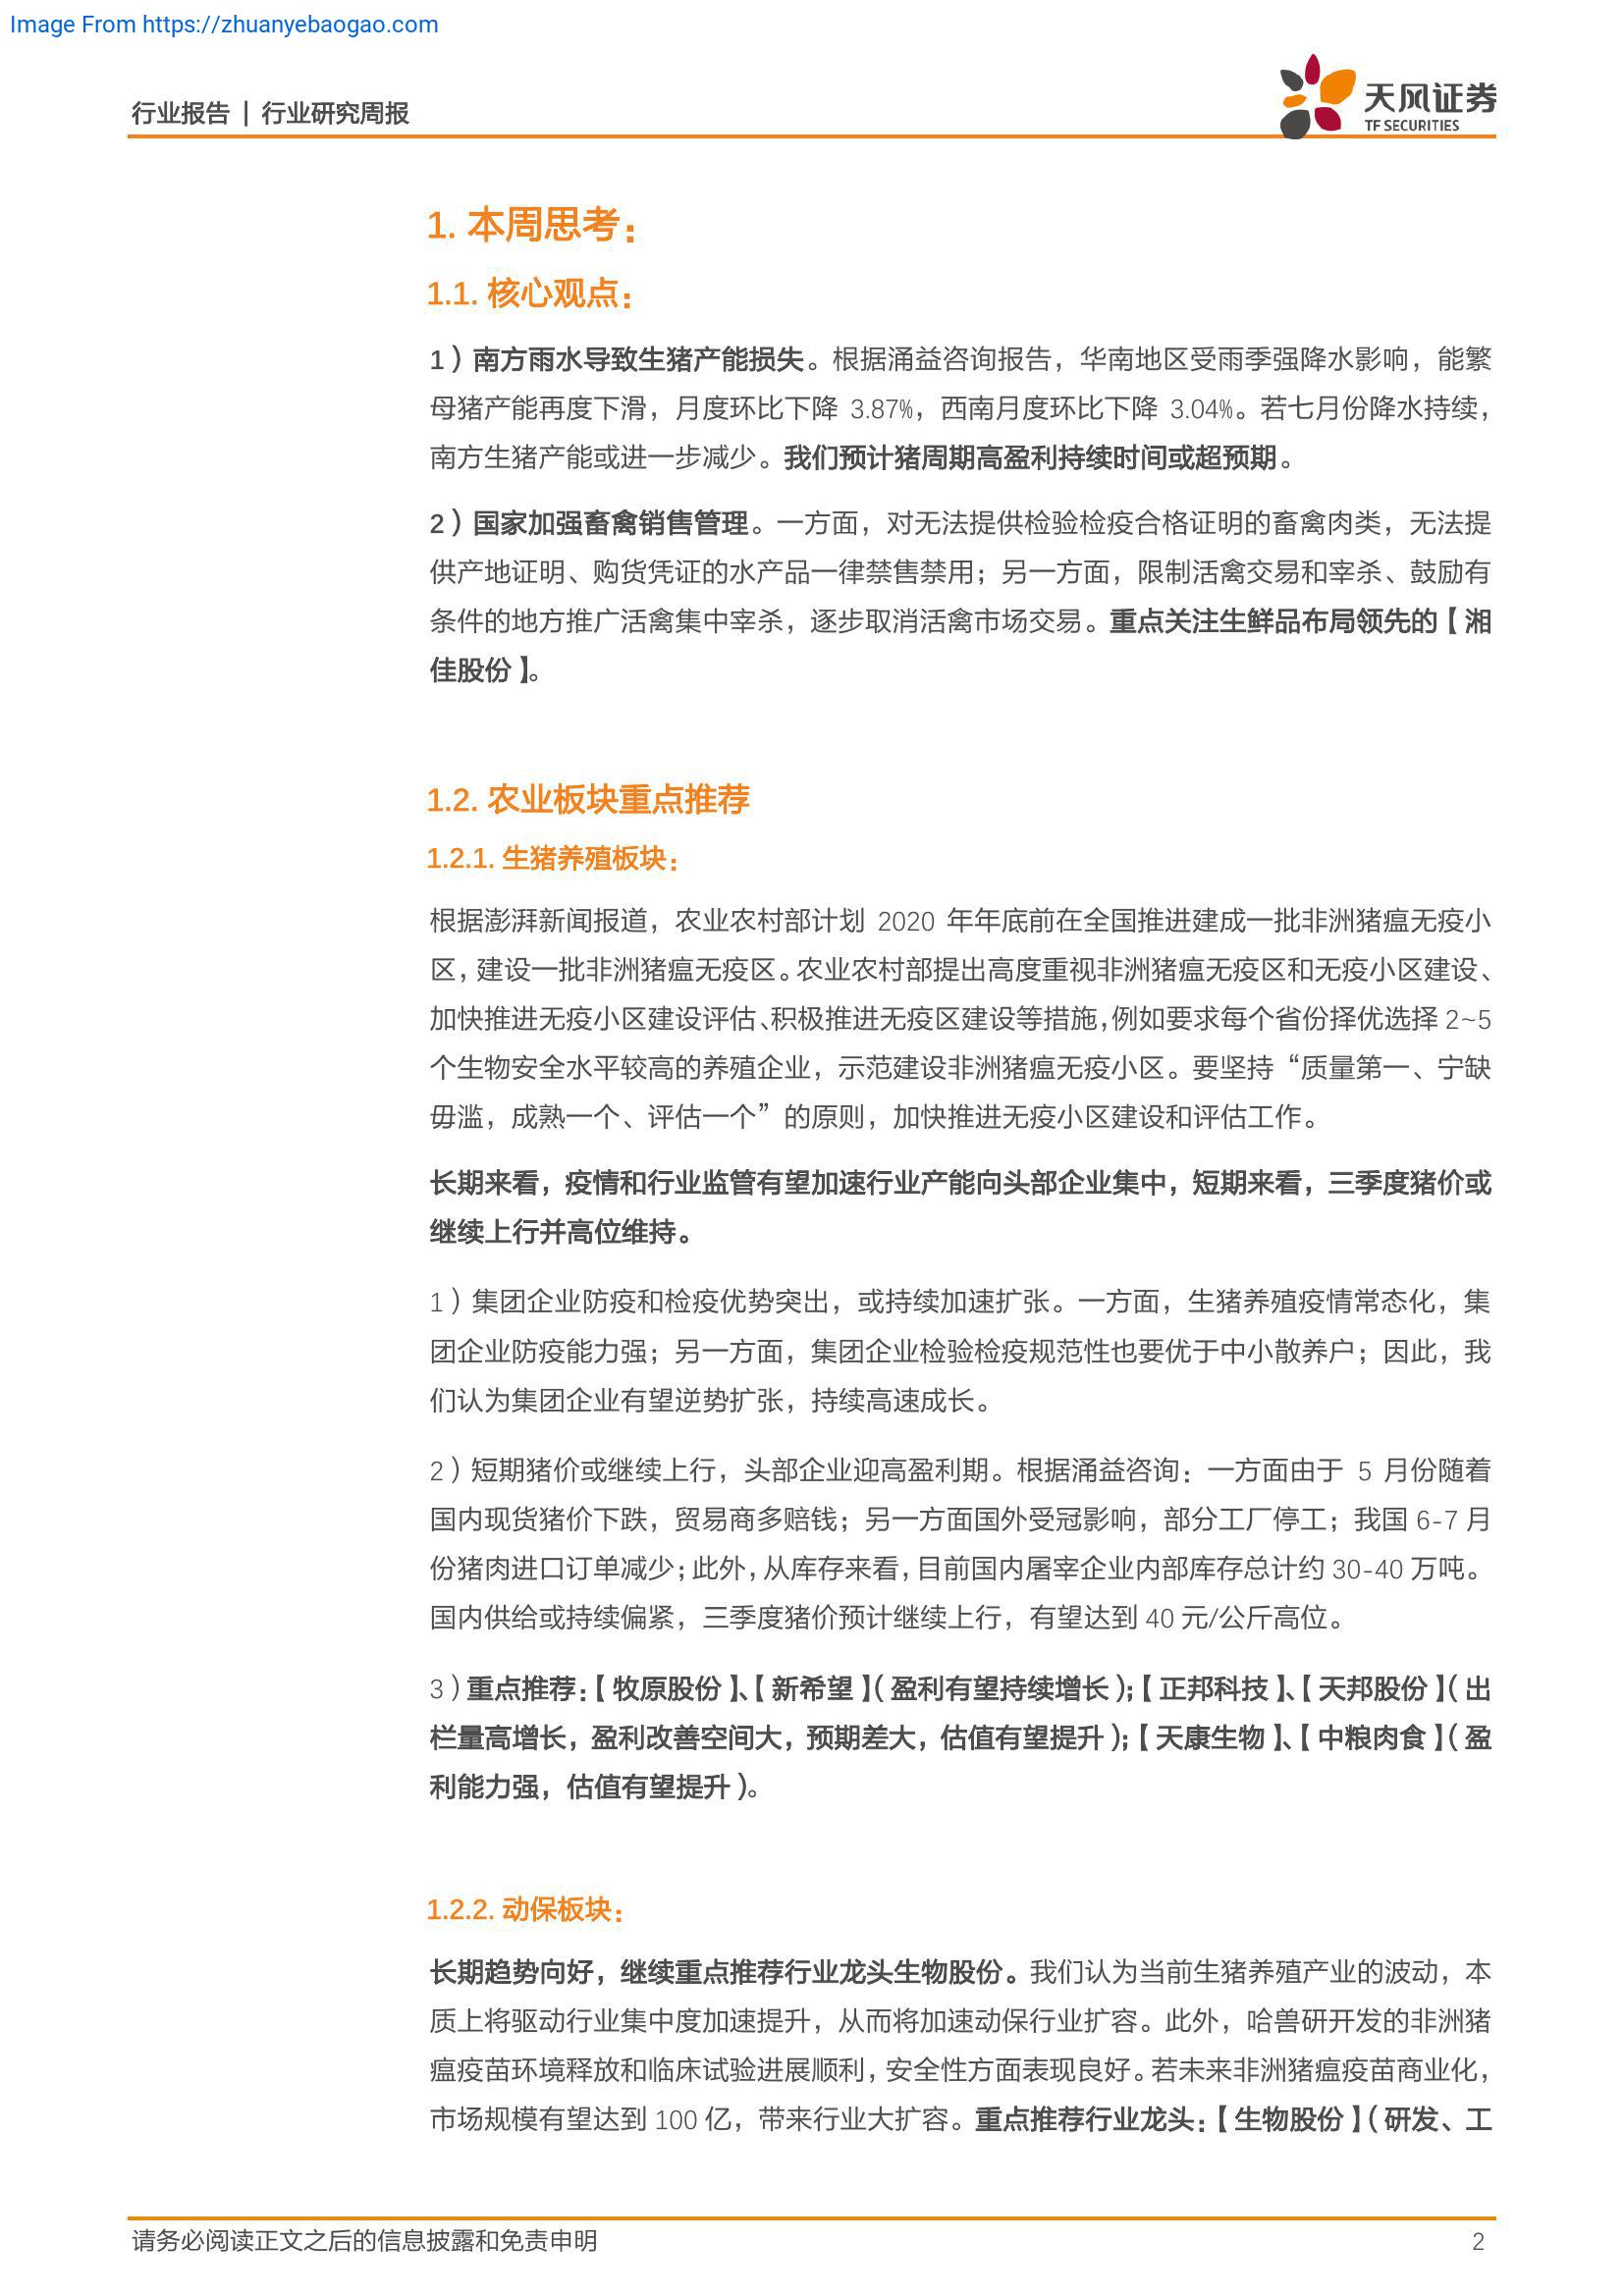 Image From https://zhuanyebaogao.com
行业报告 | 行业研究周报
天风证券
TF SECURITIES
1. 本周思考：
1.1. 核心观点：
1）南方雨水导致生猪产能损失。根据涌益咨询报告，华南地区受雨季强降水影响，能繁
母猪产能再度下滑，月度环比下降 3.87%，西南月度环比下降 3.04%。若七月份降水持续，
南方生猪产能或进一步减少。我们预计猪周期高盈利持续时间或超预期。
2）国家加强畜禽销售管理。一方面，对无法提供检验检疫合格证明的畜禽肉类，无法提
供产地证明、购货凭证的水产品一律禁售禁用；另一方面，限制活禽交易和宰杀、鼓励有
条件的地方推广活禽集中宰杀，逐步取消活禽市场交易。重点关注生鲜品布局领先的【湘
佳股份】。
1.2. 农业板块重点推荐
1.2.1. 生猪养殖板块：
根据澎湃新闻报道，农业农村部计划 2020 年年底前在全国推进建成一批非洲猪瘟无疫小
区，建设一批非洲猪瘟无疫区。农业农村部提出高度重视非洲猪瘟无疫区和无疫小区建设、
加快推进无疫小区建设评估、积极推进无疫区建设等措施，例如要求每个省份择优选择 2~5
个生物安全水平较高的养殖企业，示范建设非洲猪瘟无疫小区。要坚持“质量第一、宁缺
毋滥，成熟一个、评估一个”的原则，加快推进无疫小区建设和评估工作。
长期来看，疫情和行业监管有望加速行业产能向头部企业集中，短期来看，三季度猪价或
继续上行并高位维持。
1）集团企业防疫和检疫优势突出，或持续加速扩张。一方面，生猪养殖疫情常态化，集
团企业防疫能力强；另一方面，集团企业检验检疫规范性也要优于中小散养户；因此，我
们认为集团企业有望逆势扩张，持续高速成长。
2）短期猪价或继续上行，头部企业迎高盈利期。根据涌益咨询：一方面由于 5 月份随着
国内现货猪价下跌，贸易商多赔钱；另一方面国外受冠影响，部分工厂停工；我国 6-7 月
份猪肉进口订单减少；此外，从库存来看，目前国内屠宰企业内部库存总计约 30-40 万吨。
国内供给或持续偏紧，三季度猪价预计继续上行，有望达到 40 元/公斤高位。
3）重点推荐：【牧原股份】、【新希望】（盈利有望持续增长）；【正邦科技】、【天邦股份】（出
栏量高增长，盈利改善空间大，预期差大，估值有望提升）；【天康生物】、【中粮肉食】（盈
利能力强，估值有望提升）。
1.2.2. 动保板块：
长期趋势向好，继续重点推荐行业龙头生物股份。我们认为当前生猪养殖产业的波动，本
质上将驱动行业集中度加速提升，从而将加速动保行业扩容。此外，哈兽研开发的非洲猪
瘟疫苗环境释放和临床试验进展顺利，安全性方面表现良好。若未来非洲猪瘟疫苗商业化，
市场规模有望达到 100 亿，带来行业大扩容。重点推荐行业龙头：【生物股份】（研发、工
请务必阅读正文之后的信息披露和免责申明
2